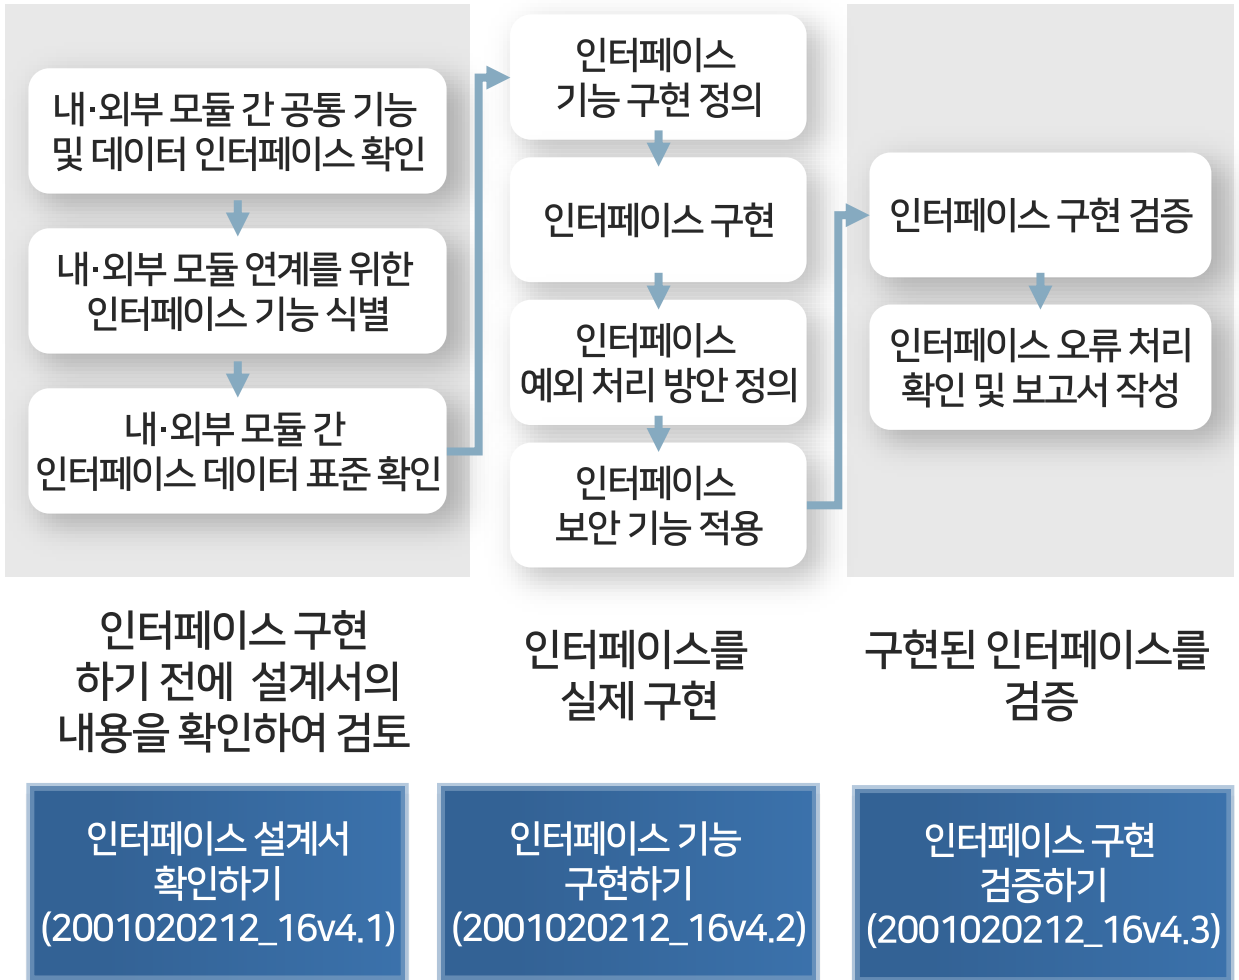 내·외부 모듈 간 공통 기능
및 데이터 인터페이스 확인
내·외부 모듈 연계를 위한
인터페이스 기능 식별
내·외부 모듈 간
인터페이스 데이터 표준 확인
인터페이스
기능 구현 정의
인터페이스 구현
인터페이스
예외 처리 방안 정의
인터페이스
보안 기능 적용
인터페이스 구현 검증
인터페이스 오류 처리
확인 및 보고서 작성
인터페이스 구현
하기 전에 설계서의
내용을 확인하여 검토
인터페이스를
실제 구현
구현된 인터페이스를
검증
인터페이스 설계서
확인하기
(2001020212_16v4.1)
인터페이스 기능
구현하기
(2001020212_16v4.2)
인터페이스 구현
검증하기
(2001020212_16v4.3)